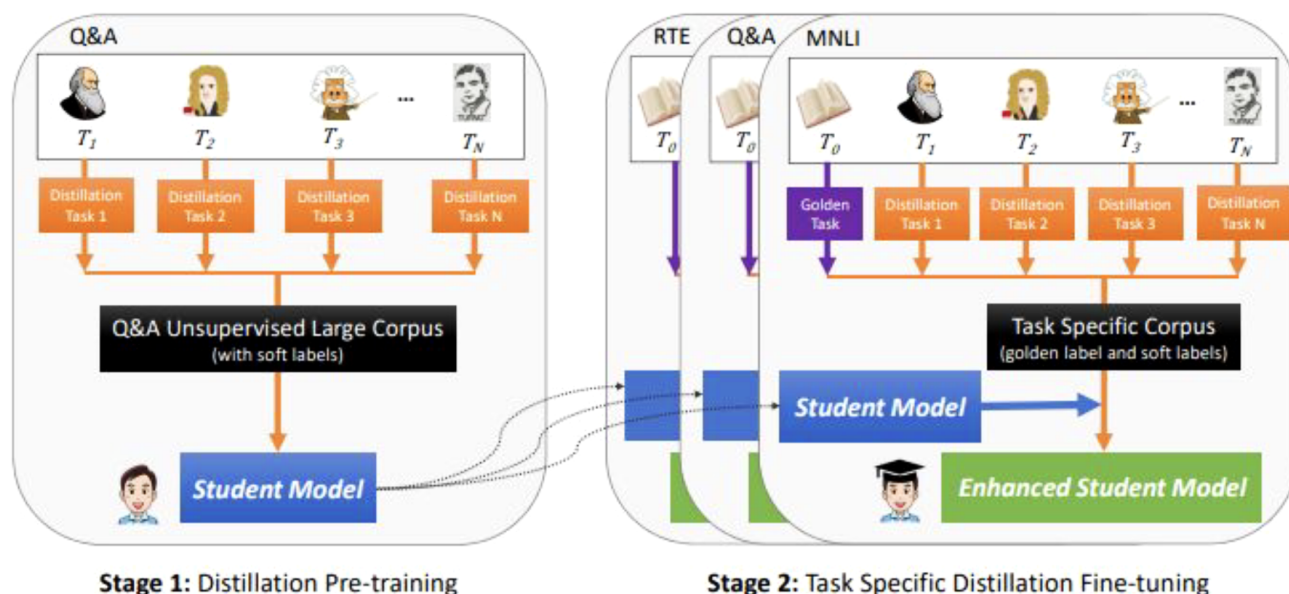 Q&A
T1 T2 T3 ... TN
Distillation Task 1
Distillation Task 2
Distillation Task 3
Distillation Task N
Q&A Unsupervised Large Corpus
(with soft labels)
Student Model
Stage 1: Distillation Pre-training
RTE
T0
Q&A
T0
MNLI
T0 T1 T2 T3 ... TN
Golden Task
Distillation Task 1
Distillation Task 2
Distillation Task 3
Distillation Task N
Task Specific Corpus
(golden label and soft labels)
Student Model
Enhanced Student Model
Stage 2: Task Specific Distillation Fine-tuning